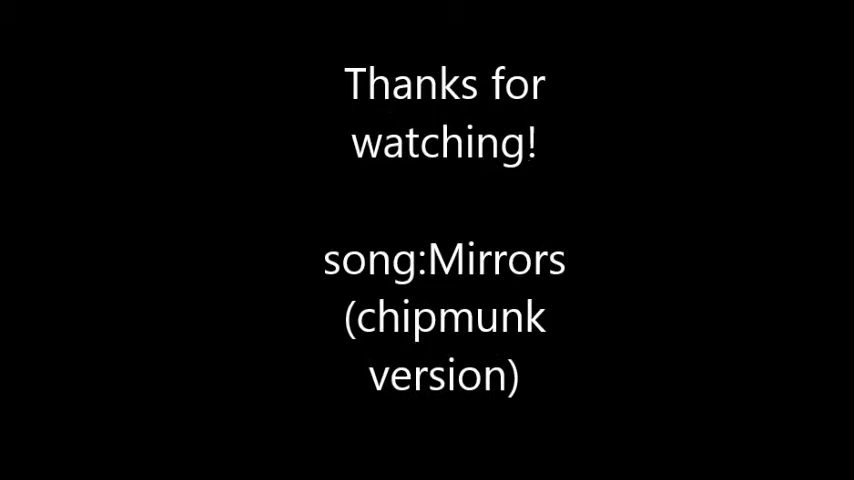 Thanks for
watching!
song:Mirrors
(chipmunk
version)